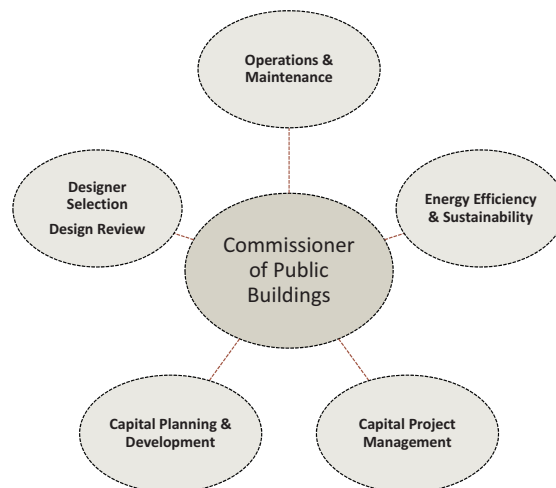 Operations &
Maintenance
Designer
Selection
Design Review
Energy Efficiency
& Sustainability
Commissioner
of Public
Buildings
Capital Planning &
Development
Capital Project
Management